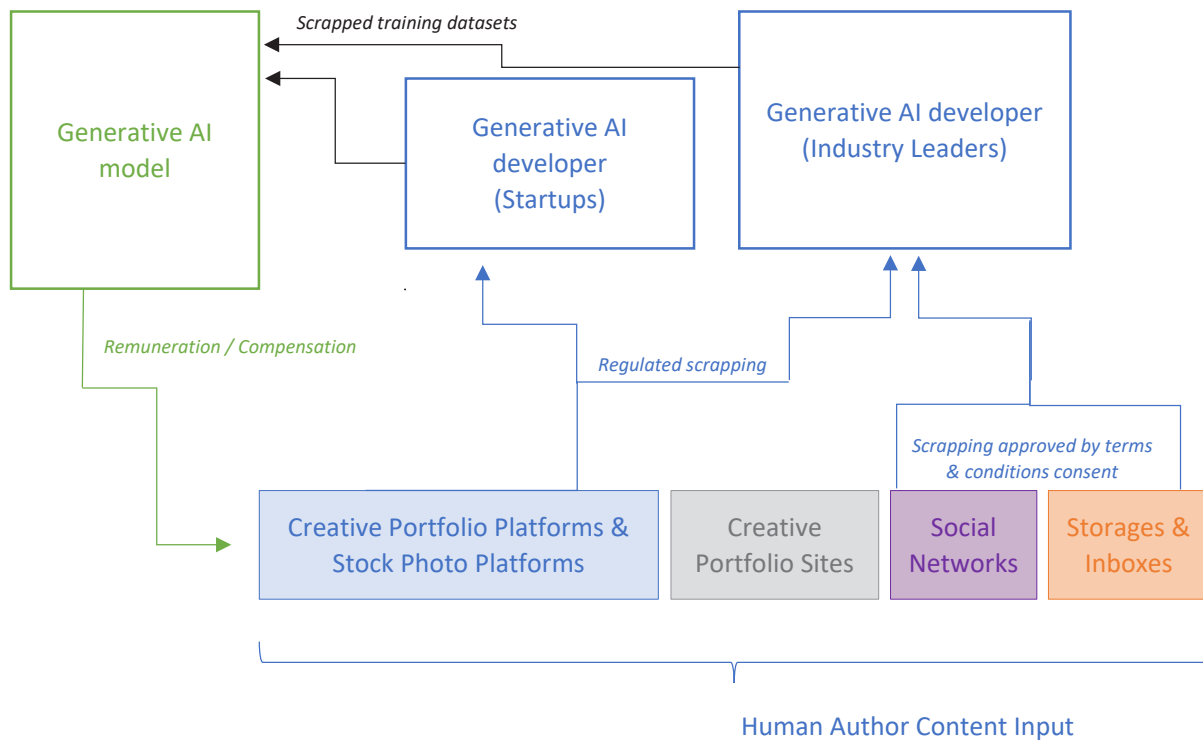 Scrapped training datasets
Generative AI
model
Generative AI
developer
(Startups)
Generative AI developer
(Industry Leaders)
Remuneration / Compensation
Regulated scrapping
Scrapping approved by terms
& conditions consent
Creative Portfolio Platforms &
Stock Photo Platforms
Creative
Portfolio Sites
Social
Networks
Storages &
Inboxes
Human Author Content Input